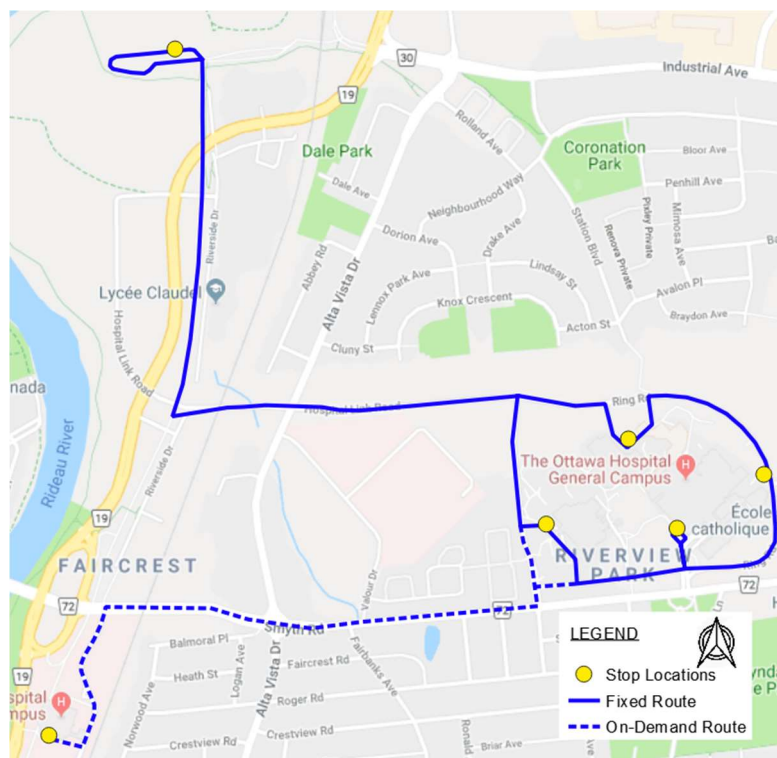 30
Industrial Ave
19
Rolland Ave
Coronation
Park
Bloor Ave
Dale Park
Penhill Ave
Dale Ave
Neighbourhood Way
Pixley Private
Mimosa Ave
Riverside Dr
Abbey Rd
Dorion Ave
Drake Ave
Station Blvd
Renova Private
Lycée Claudel
Alta Vista Dr
Lennox Park Ave
Lindsay St
Avalon Pl
Knox Crescent
Braydon Ave
Acton St
Hospital Link Road
Cluny St
nada
Hospital Link Road
Ring R
Rideau River
Riverside Dr
The Ottawa Hospital
General Campus
H
École
catholique
19
FAIRCREST
RIVERVIEW
PARK
Valour Dr
72
72
72
Smyth Rd
Balmoral Pl
Fairbanks Ave
LEGEND
Heath St
Logan Ave
Faircrest Rd
19
H
spital
mpus
Norwood Ave
Alta Vista Dr
Roger Rd
Crestview Rd
Crestview Rd
Ronald
Briar Ave
Stop Locations
Fixed Route
On-Demand Route